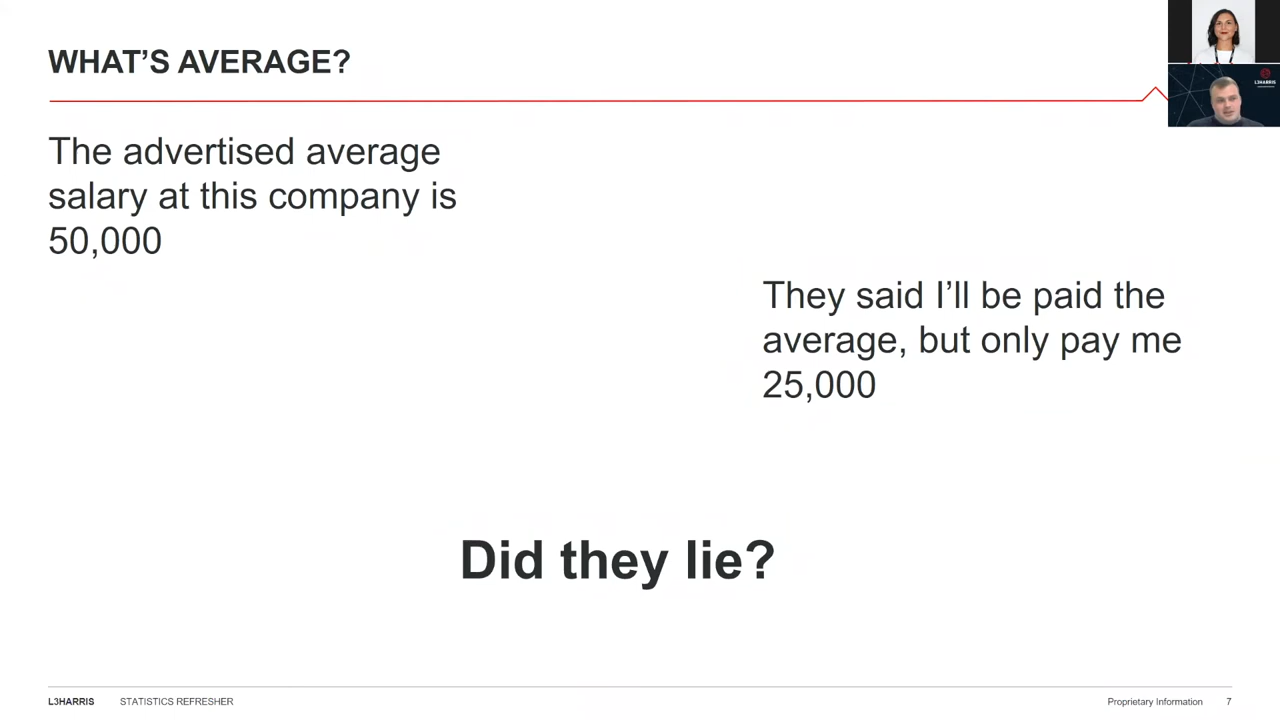 WHAT'S AVERAGE?
L3HARRIS
The advertised average
salary at this company is
50,000
They said I'll be paid the
average, but only pay me
25,000
Did they lie?
L3HARRIS STATISTICS REFRESHER Proprietary Information 7